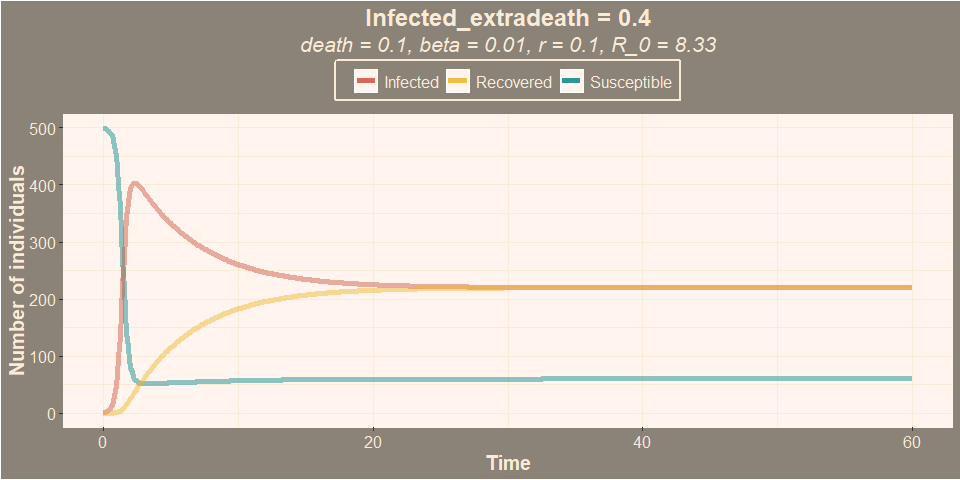 Infected_extradeath = 0.4
death = 0.1, beta = 0.01, r = 0.1, R_0 = 8.33
Infected Recovered Susceptible
Number of individuals
500
400
300
200
100
0
0 20 40 60
Time